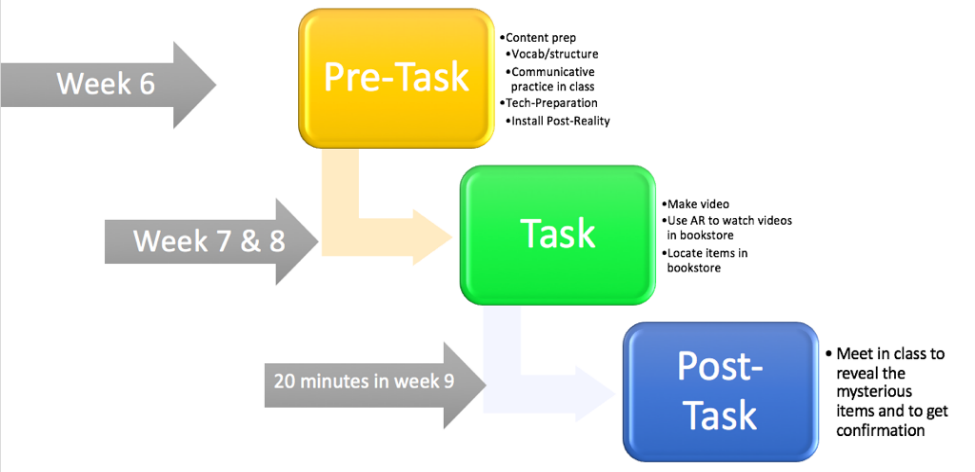 Week 6
Pre-Task
•Content prep
•Vocab/structure
•Communicative
practice in class
•Tech-Preparation
•Install Post-Reality
Week 7 & 8
Task
•Make video
•Use AR to watch videos
in bookstore
•Locate items in
bookstore
20 minutes in week 9
Post-
Task
• Meet in class to
reveal the
mysterious
items and to get
confirmation